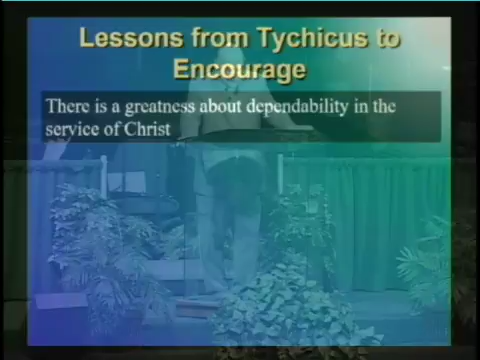 Lessons from Tychicus to
Encourage
There is a greatness about dependability in the
service of Christ